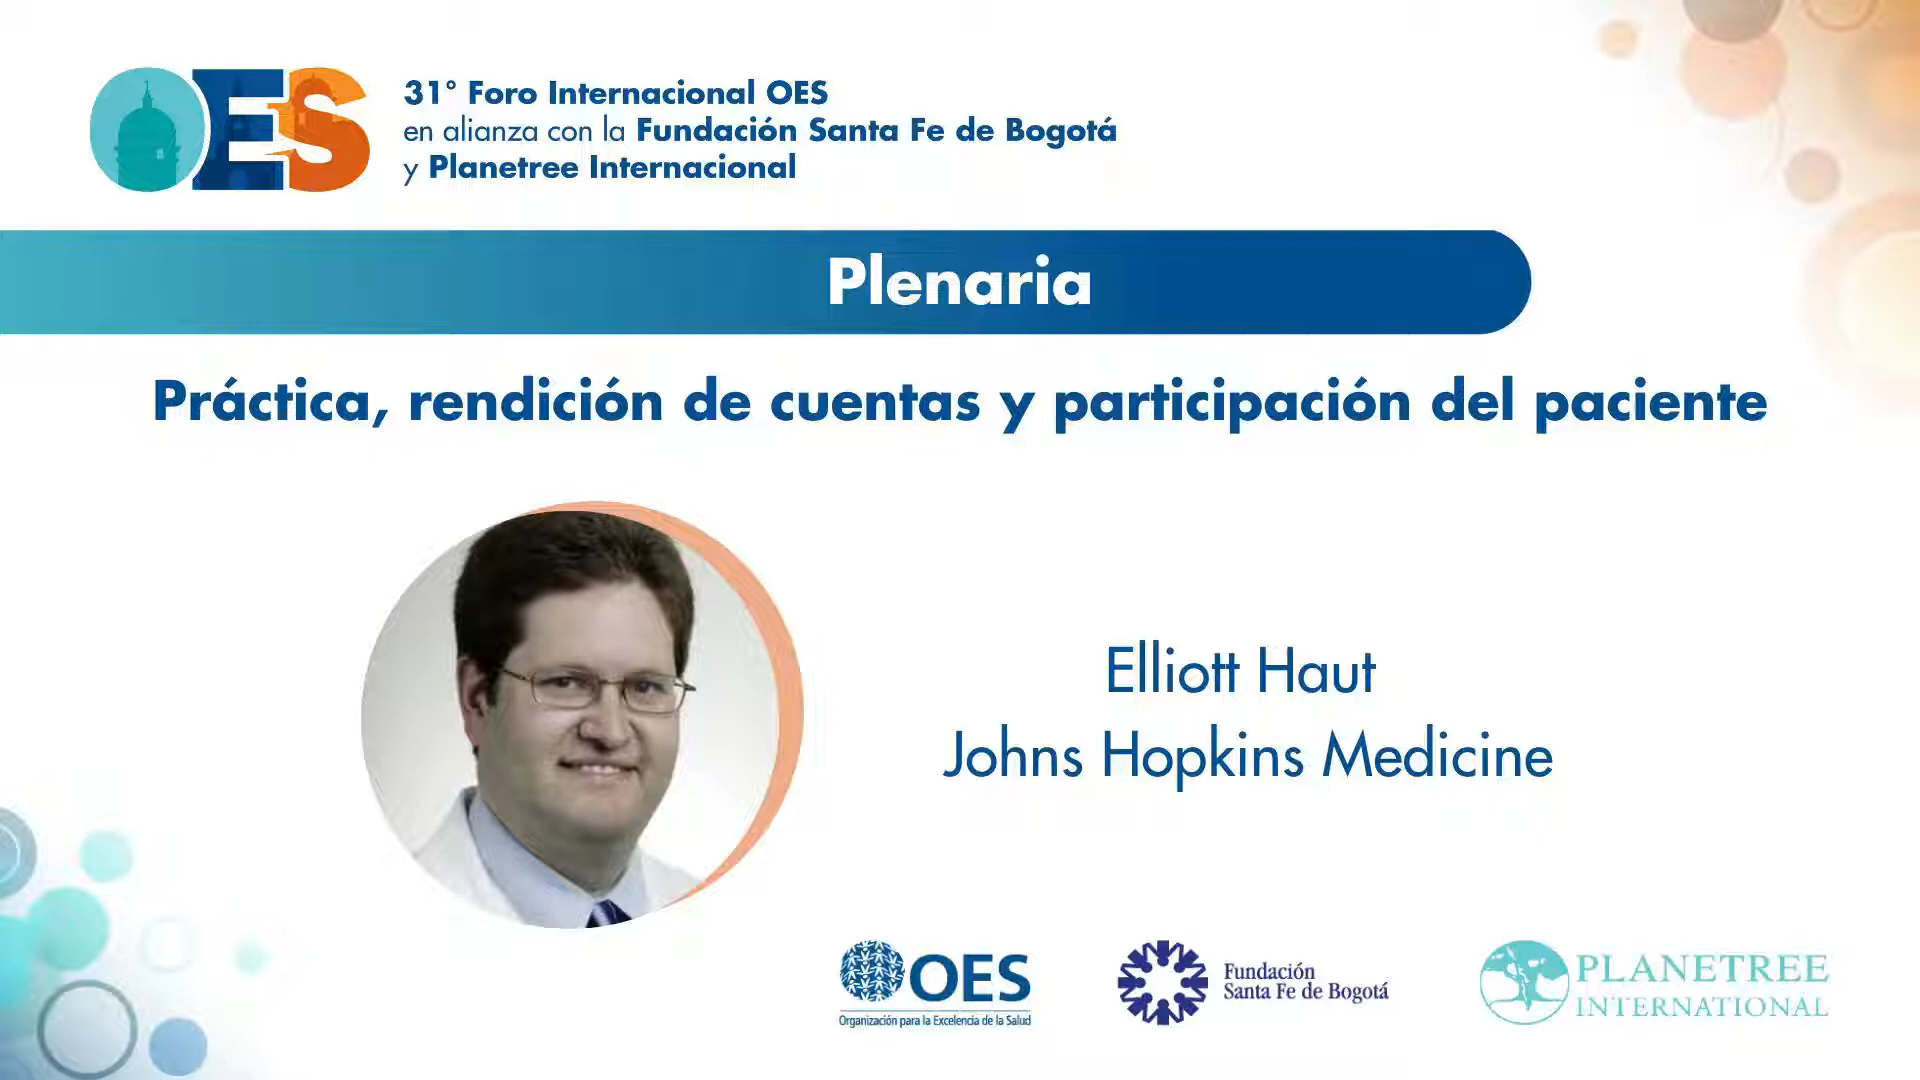 OES
31° Foro Internacional OES
en alianza con la Fundación Santa Fe de Bogotá
y Planetree Internacional
Plenaria
Práctica, rendición de cuentas y participación del paciente
Elliott Haut
Johns Hopkins Medicine
OES
Organización para la Excelencia de la Salud
Fundación
Santa Fe de Bogotá
PLANETREE
INTERNATIONAL